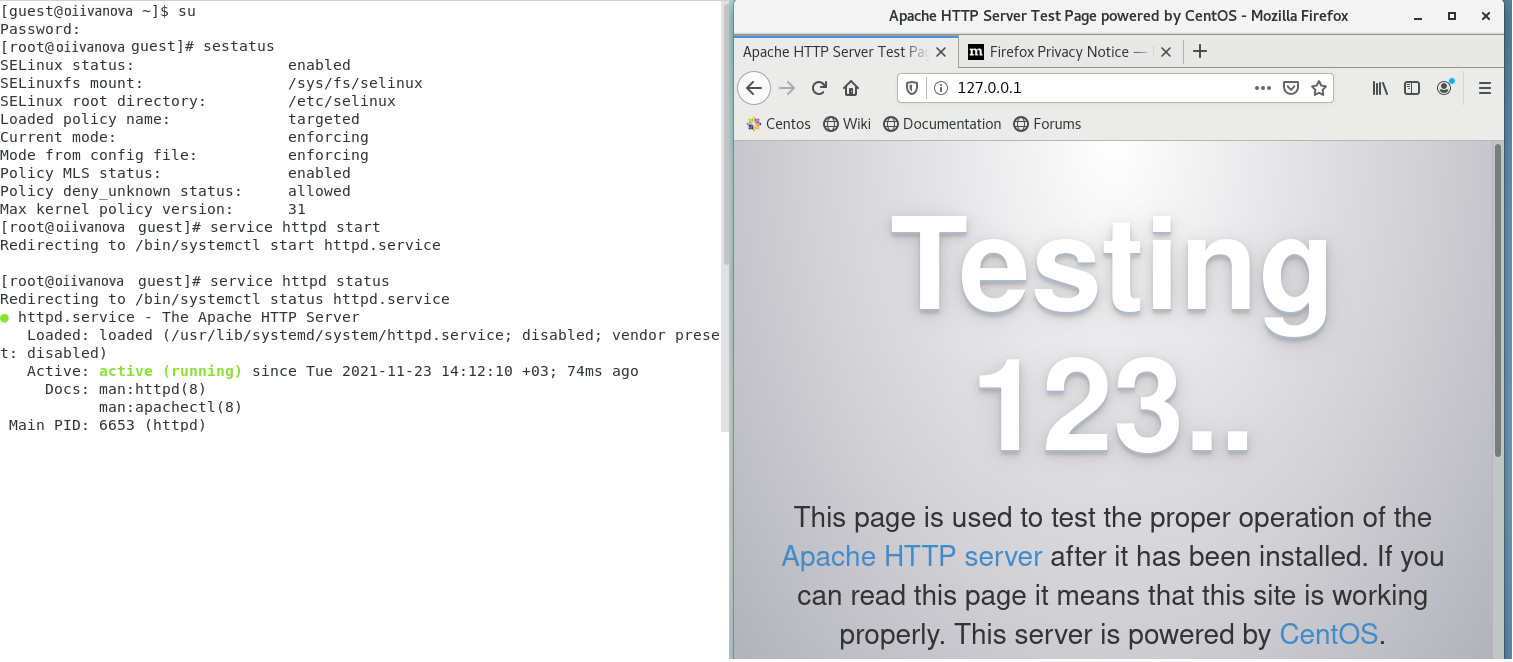 [guest@oiivanova ~]$ su
Password:
[root@oiivanova guest]# sestatus
SELinux status:                 enabled
SELinuxfs mount:                /sys/fs/selinux
SELinux root directory:         /etc/selinux
Loaded policy name:             targeted
Current mode:                   enforcing
Mode from config file:          enforcing
Policy MLS status:              enabled
Policy deny_unknown status:     allowed
Max kernel policy version:      31
[root@oiivanova guest]# service httpd start
Redirecting to /bin/systemctl start httpd.service
[root@oiivanova guest]# service httpd status
Redirecting to /bin/systemctl status httpd.service
● httpd.service - The Apache HTTP Server
   Loaded: loaded (/usr/lib/systemd/system/httpd.service; disabled; vendor prese
t: disabled)
   Active: active (running) since Tue 2021-11-23 14:12:10 +03; 74ms ago
     Docs: man:httpd(8)
           man:apachectl(8)
 Main PID: 6653 (httpd)
Apache HTTP Server Test Page powered by CentOS - Mozilla Firefox
Apache HTTP Server Test Pa
m Firefox Privacy Notice —
127.0.0.1
Centos Wiki Documentation Forums
Testing
123..
This page is used to test the proper operation of the
Apache HTTP server after it has been installed. If you
can read this page it means that this site is working
properly. This server is powered by CentOS.